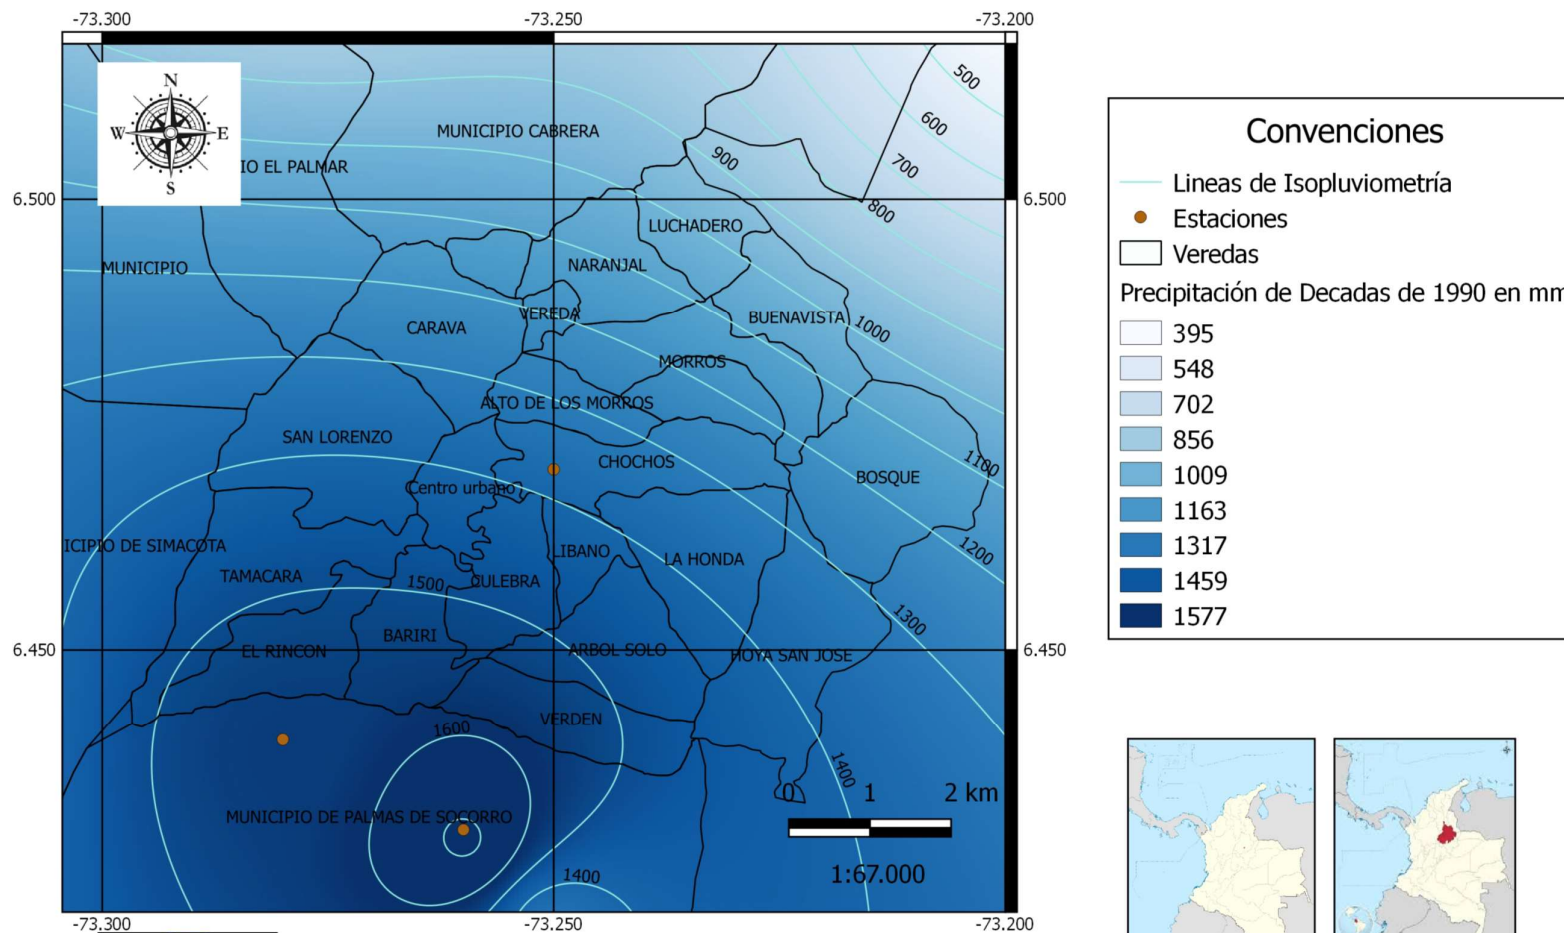 -73.300
-73.250
-73.200
N
W
E
S
MUNICIPIO CABRERA
IO EL PALMAR
500
600
700
800
900
6.500
6.500
LUCHADERO
NARANJAL
MUNICIPIO
VEREDA
CARAVA
BUENAVISTA
1000
MORROS
ALTO DE LOS MORROS
SAN LORENZO
CHOCHOS
1100
BOSQUE
Centro urbano
ICIPIO DE SIMACOTA
LIBANO
LA HONDA
1200
TAMACARA
1500
CULEBRA
1300
BARIRI
EL RINCON
ARBOL SOLO
HOYA SAN JOSE
6.450
6.450
VERDEN
1600
1400
MUNICIPIO DE PALMAS DE SOCORRO
0 1 2 km
1:67.000
1400
-73.300
-73.250
-73.200
Convenciones
Lineas de Isopluviometría
Estaciones
Veredas
Precipitación de Decadas de 1990 en mm
395
548
702
856
1009
1163
1317
1459
1577